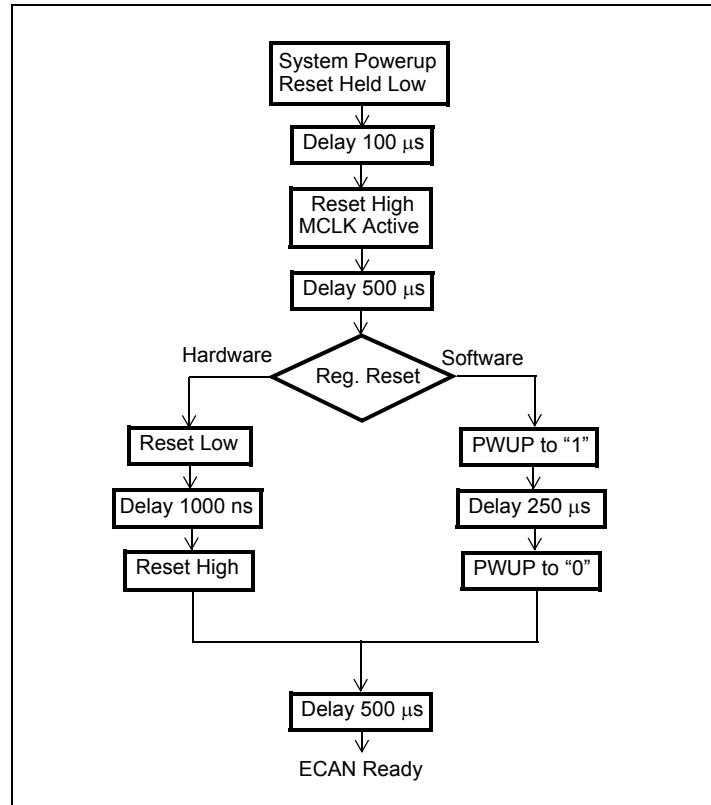 System Powerup
Reset Held Low
Delay 100 μs
Reset High
MCLK Active
Delay 500 μs
Hardware
Software
Reg. Reset
Reset Low
Delay 1000 ns
Reset High
PWUP to “1”
Delay 250 μs
PWUP to “0”
Delay 500 μs
ECAN Ready